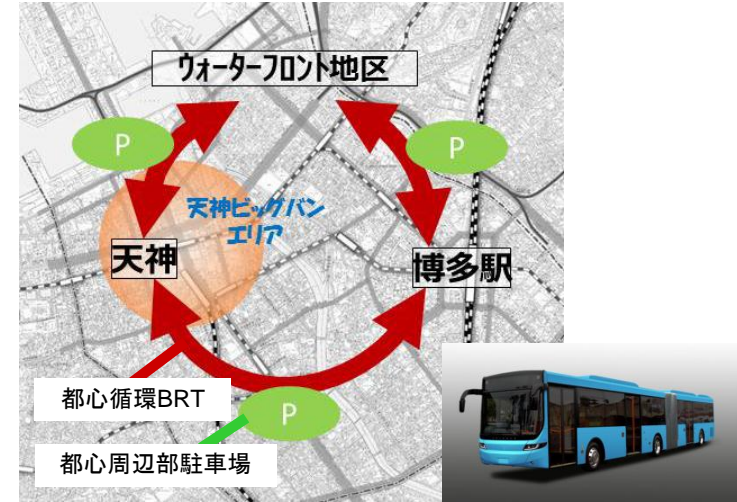 ウォーターフロント地区
P
P
天神ビッグバン
エリア
天神
博多駅
都心循環BRT
P
都心周辺部駐車場